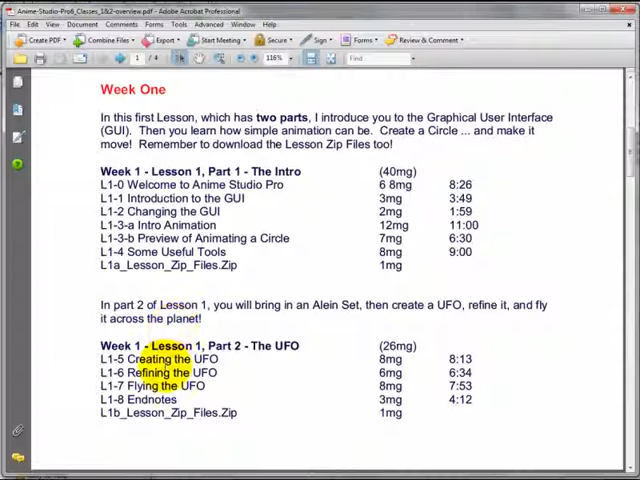 Anime-Studio-Pro6_Classes_1&2-overview.pdf - Adobe Acrobat Professional
File Edit View Document Comments Forms Tools Advanced Window Help
Create PDF Combine Files Export Start Meeting Secure Sign Forms Review & Comment
1 / 4 116% Find
Week One
In this first Lesson, which has two parts, I introduce you to the Graphical User Interface
(GUI). Then you learn how simple animation can be. Create a Circle ... and make it
move! Remember to download the Lesson Zip Files too!
Week 1 - Lesson 1, Part 1 - The Intro (40mg)
L1-0 Welcome to Anime Studio Pro 6 8mg 8:26
L1-1 Introduction to the GUI 3mg 3:49
L1-2 Changing the GUI 2mg 1:59
L1-3-a Intro Animation 12mg 11:00
L1-3-b Preview of Animating a Circle 7mg 6:30
L1-4 Some Useful Tools 8mg 9:00
L1a_Lesson_Zip_Files.Zip 1mg
In part 2 of Lesson 1, you will bring in an Alein Set, then create a UFO, refine it, and fly
it across the planet!
Week 1 - Lesson 1, Part 2 - The UFO (26mg)
L1-5 Creating the UFO 8mg 8:13
L1-6 Refining the UFO 6mg 6:34
L1-7 Flying the UFO 8mg 7:53
L1-8 Endnotes 3mg 4:12
L1b_Lesson_Zip_Files.Zip 1mg